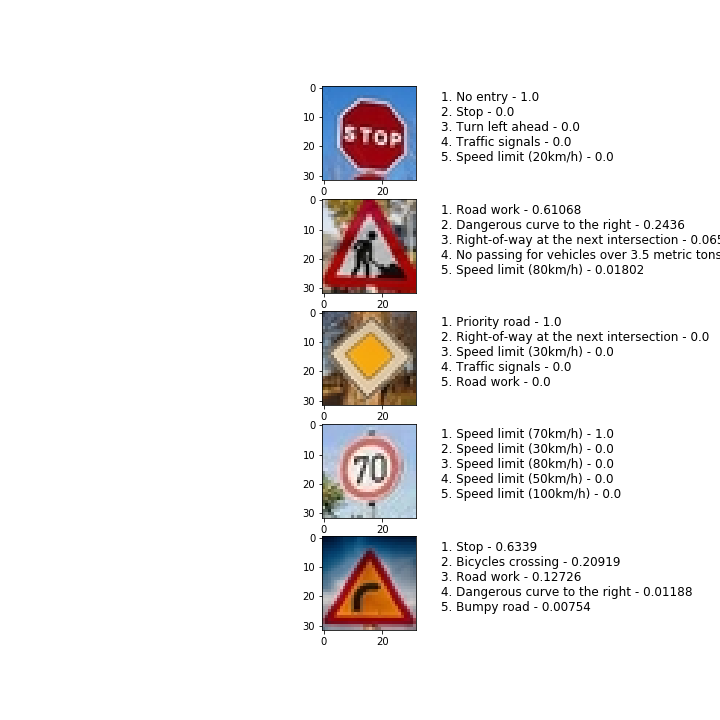 0
10
20
30
0 20
STOP
1. No entry - 1.0
2. Stop - 0.0
3. Turn left ahead - 0.0
4. Traffic signals - 0.0
5. Speed limit (20km/h) - 0.0
0
10
20
30
0 20
1. Road work - 0.61068
2. Dangerous curve to the right - 0.2436
3. Right-of-way at the next intersection - 0.065
4. No passing for vehicles over 3.5 metric tons
5. Speed limit (80km/h) - 0.01802
0
10
20
30
0 20
1. Priority road - 1.0
2. Right-of-way at the next intersection - 0.0
3. Speed limit (30km/h) - 0.0
4. Traffic signals - 0.0
5. Road work - 0.0
0
10
20
30
0 20
70
1. Speed limit (70km/h) - 1.0
2. Speed limit (30km/h) - 0.0
3. Speed limit (80km/h) - 0.0
4. Speed limit (50km/h) - 0.0
5. Speed limit (100km/h) - 0.0
0
10
20
30
0 20
1. Stop - 0.6339
2. Bicycles crossing - 0.20919
3. Road work - 0.12726
4. Dangerous curve to the right - 0.01188
5. Bumpy road - 0.00754